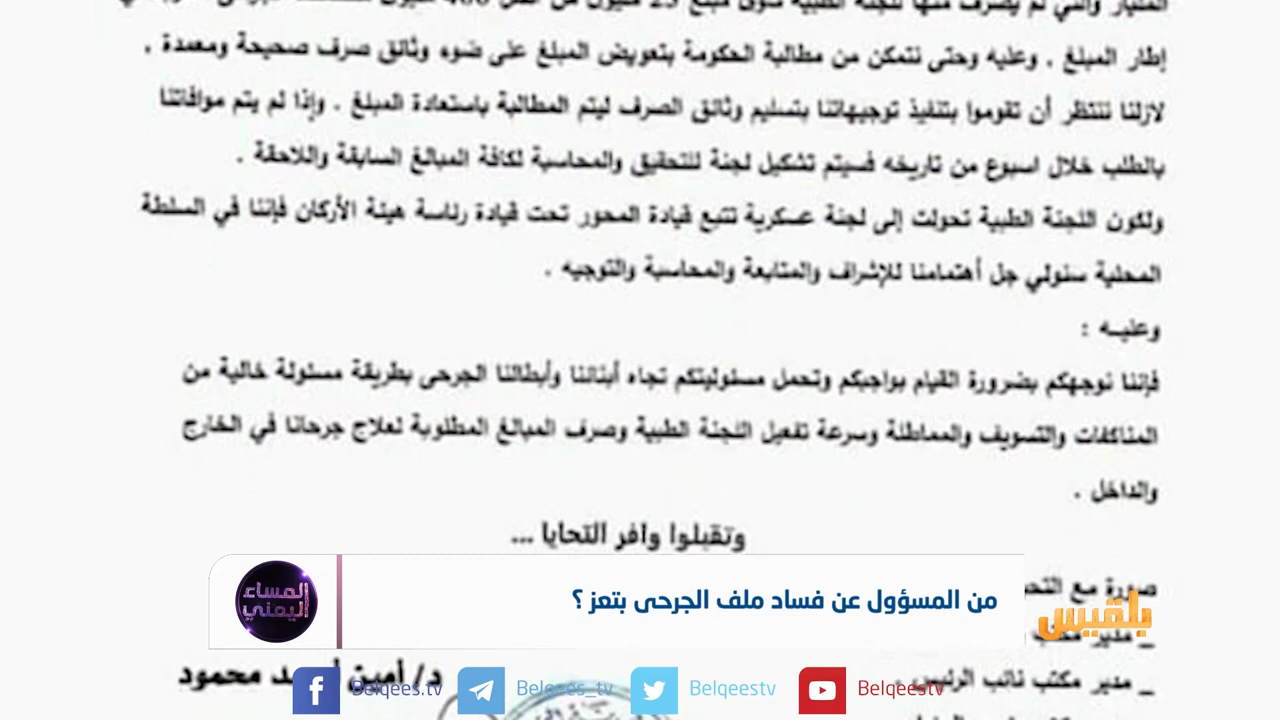 إطار المبلغ . وعليه وحتى نتمكن من مطالبة الحكومة بتعويض المبلغ على ضوء وثائق صرف صحيحة ومعمدة .
لازلنا ننتظر أن تقوموا بتنفيذ توجيهاتنا بتسليم وثائق الصرف ليتم المطالبة باستعادة المبلغ . وإذا لم يتم موافاتنا
بالطلب خلال اسبوع من تاريخه فسيتم تشكيل لجنة للتحقيق والمحاسبة لكافة المبالغ السابقة واللاحقة .
ولكون اللجنة الطبية تحولت إلى لجنة عسكرية تتبع قيادة المحور تحت قيادة رئاسة هيئة الأركان فإننا في السلطة
المحلية سنولي جل أهتمامنا للإشراف والمتابعة والمحاسبة والتوجيه .
وعليـه :
فإننا نوجهكم بضرورة القيام بواجبكم وتحمل مسئوليتكم تجاه أبنائنا وأبطالنا الجرحى بطريقة مسئولة خالية من
المناكفات والتسويف والمماطلة وسرعة تفعيل اللجنة الطبية وصرف المبالغ المطلوبة لعلاج جرحانا في الخارج
والداخل .
وتقبلوا وافر التحايا ...
صورة مع
المساء اليمني
من المسؤول عن فساد ملف الجرحى بتعز ؟
بلقيس
_ مدير
_ مدير مكتب نائب الرئيس .
د/ أمين محمود
Belqees.tv
Belqees_tv
Belqeestv
Belqeestv